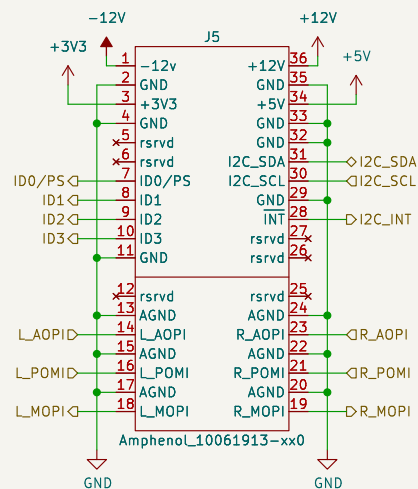 -12V
+12V
J5
+3V3
+5V
1 -12v +12V 36
2 GND GND 35
3 +3V3 +5V 34
4 GND GND 33
5 rsrvd GND 32
6 rsrvd I2C_SDA 31 I2C_SDA
ID0/PS 7 ID0/PS I2C_SCL 30 I2C_SCL
ID1 8 ID1 GND 29
ID2 9 ID2 INT 28 I2C_INT
ID3 10 ID3 rsrvd 27
11 GND rsrvd 26
12 rsrvd rsrvd 25
13 AGND AGND 24
L_AOPI 14 L_AOPI R_AOPI 23 R_AOPI
15 AGND AGND 22
L_POMI 16 L_POMI R_POMI 21 R_POMI
17 AGND AGND 20
L_MOPI 18 L_MOPI R_MOPI 19 R_MOPI
Amphenol_10061913-xx0
GND GND